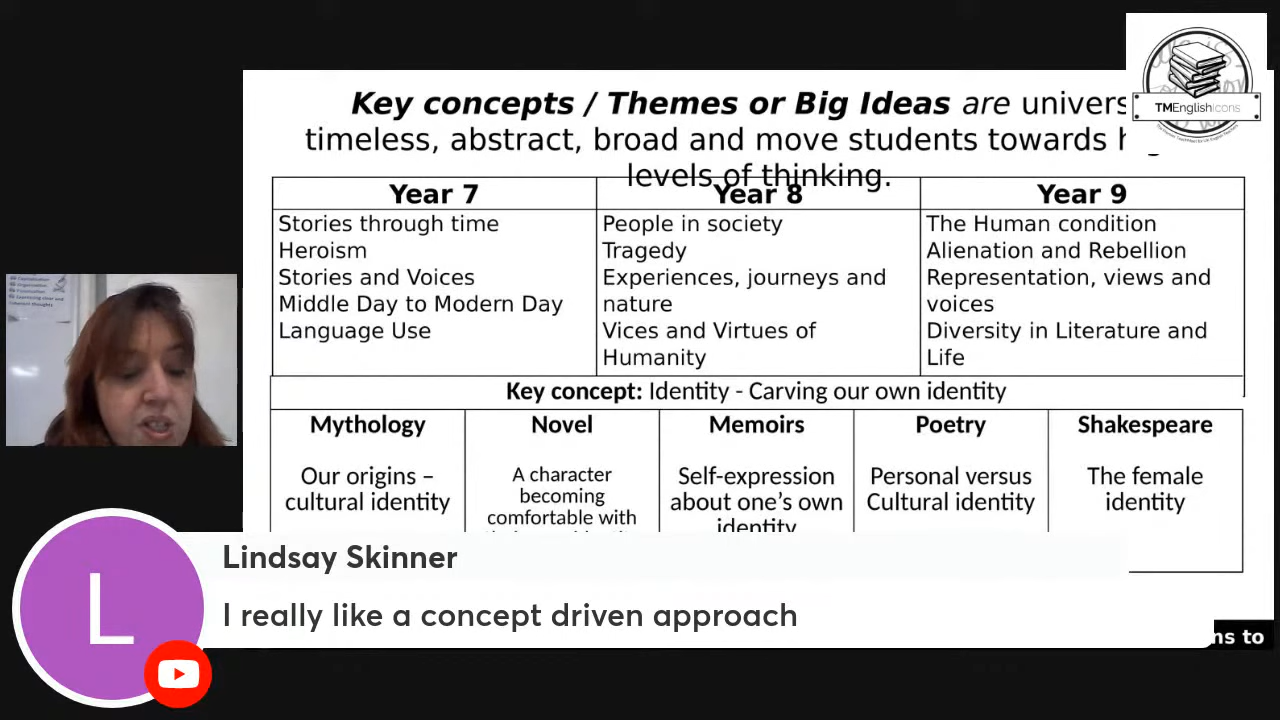 Key concepts / Themes or Big Ideas are univers
timeless, abstract, broad and move students towards
levels of thinking.
TMEnglishicons
Year 7
Stories through time
Heroism
Stories and Voices
Middle Day to Modern Day
Language Use
Year 8
People in society
Tragedy
Experiences, journeys and
nature
Vices and Virtues of
Humanity
Year 9
The Human condition
Alienation and Rebellion
Representation, views and
voices
Diversity in Literature and
Life
Key concept: Identity - Carving our own identity
Mythology
Our origins –
cultural identity
Novel
A character
becoming
comfortable with
Memoirs
Self-expression
about one’s own
identity
Poetry
Personal versus
Cultural identity
Shakespeare
The female
identity
L
Lindsay Skinner
I really like a concept driven approach
ns to